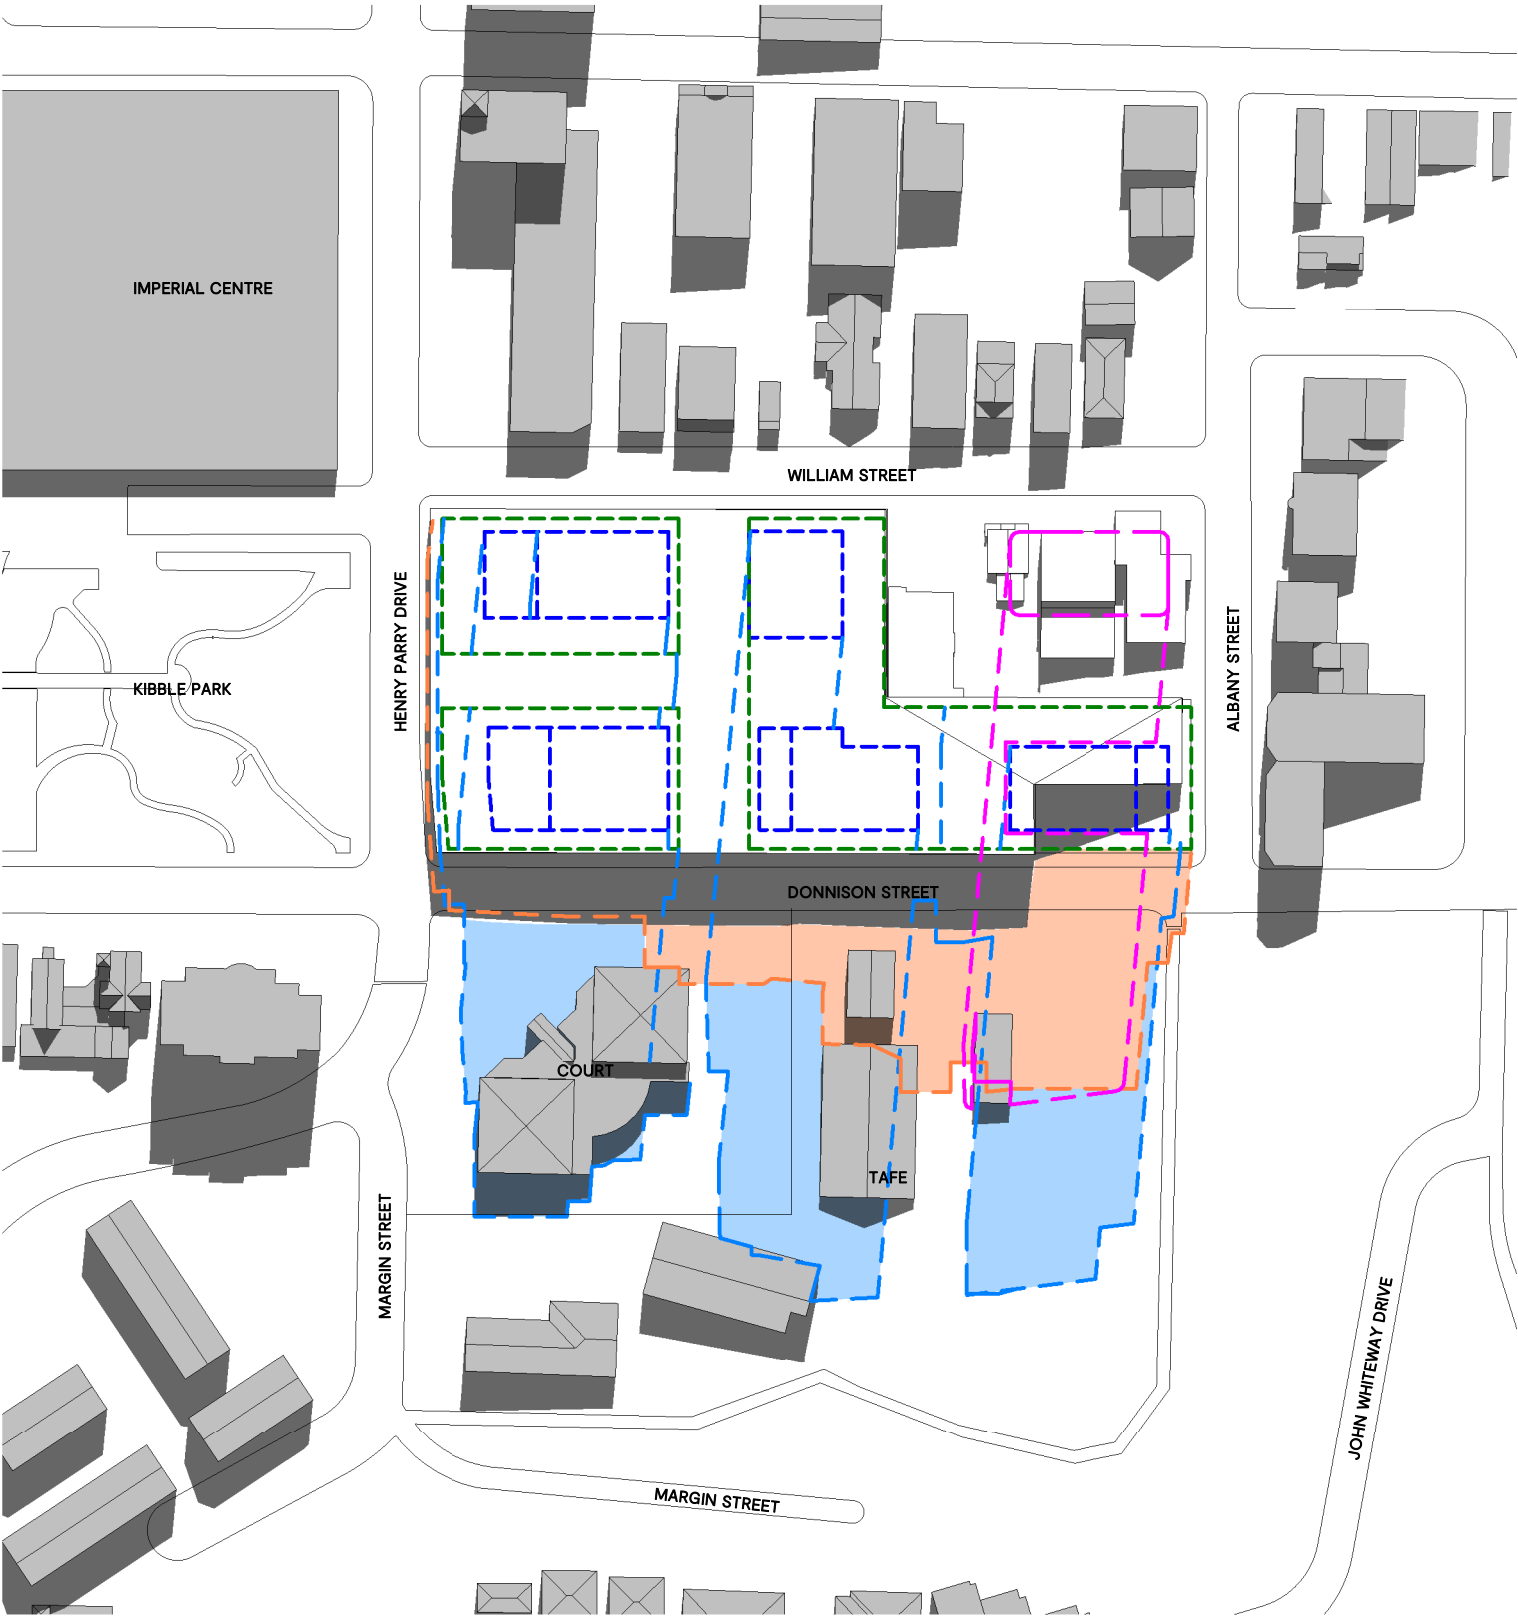 IMPERIAL CENTRE
WILLIAM STREET
HENRY PARRY DRIVE
ALBANY STREET
KIBBLE PARK
DONNISON STREET
COURT
TAFE
MARGIN STREET
JOHN WHITEWAY DRIVE
MARGIN STREET